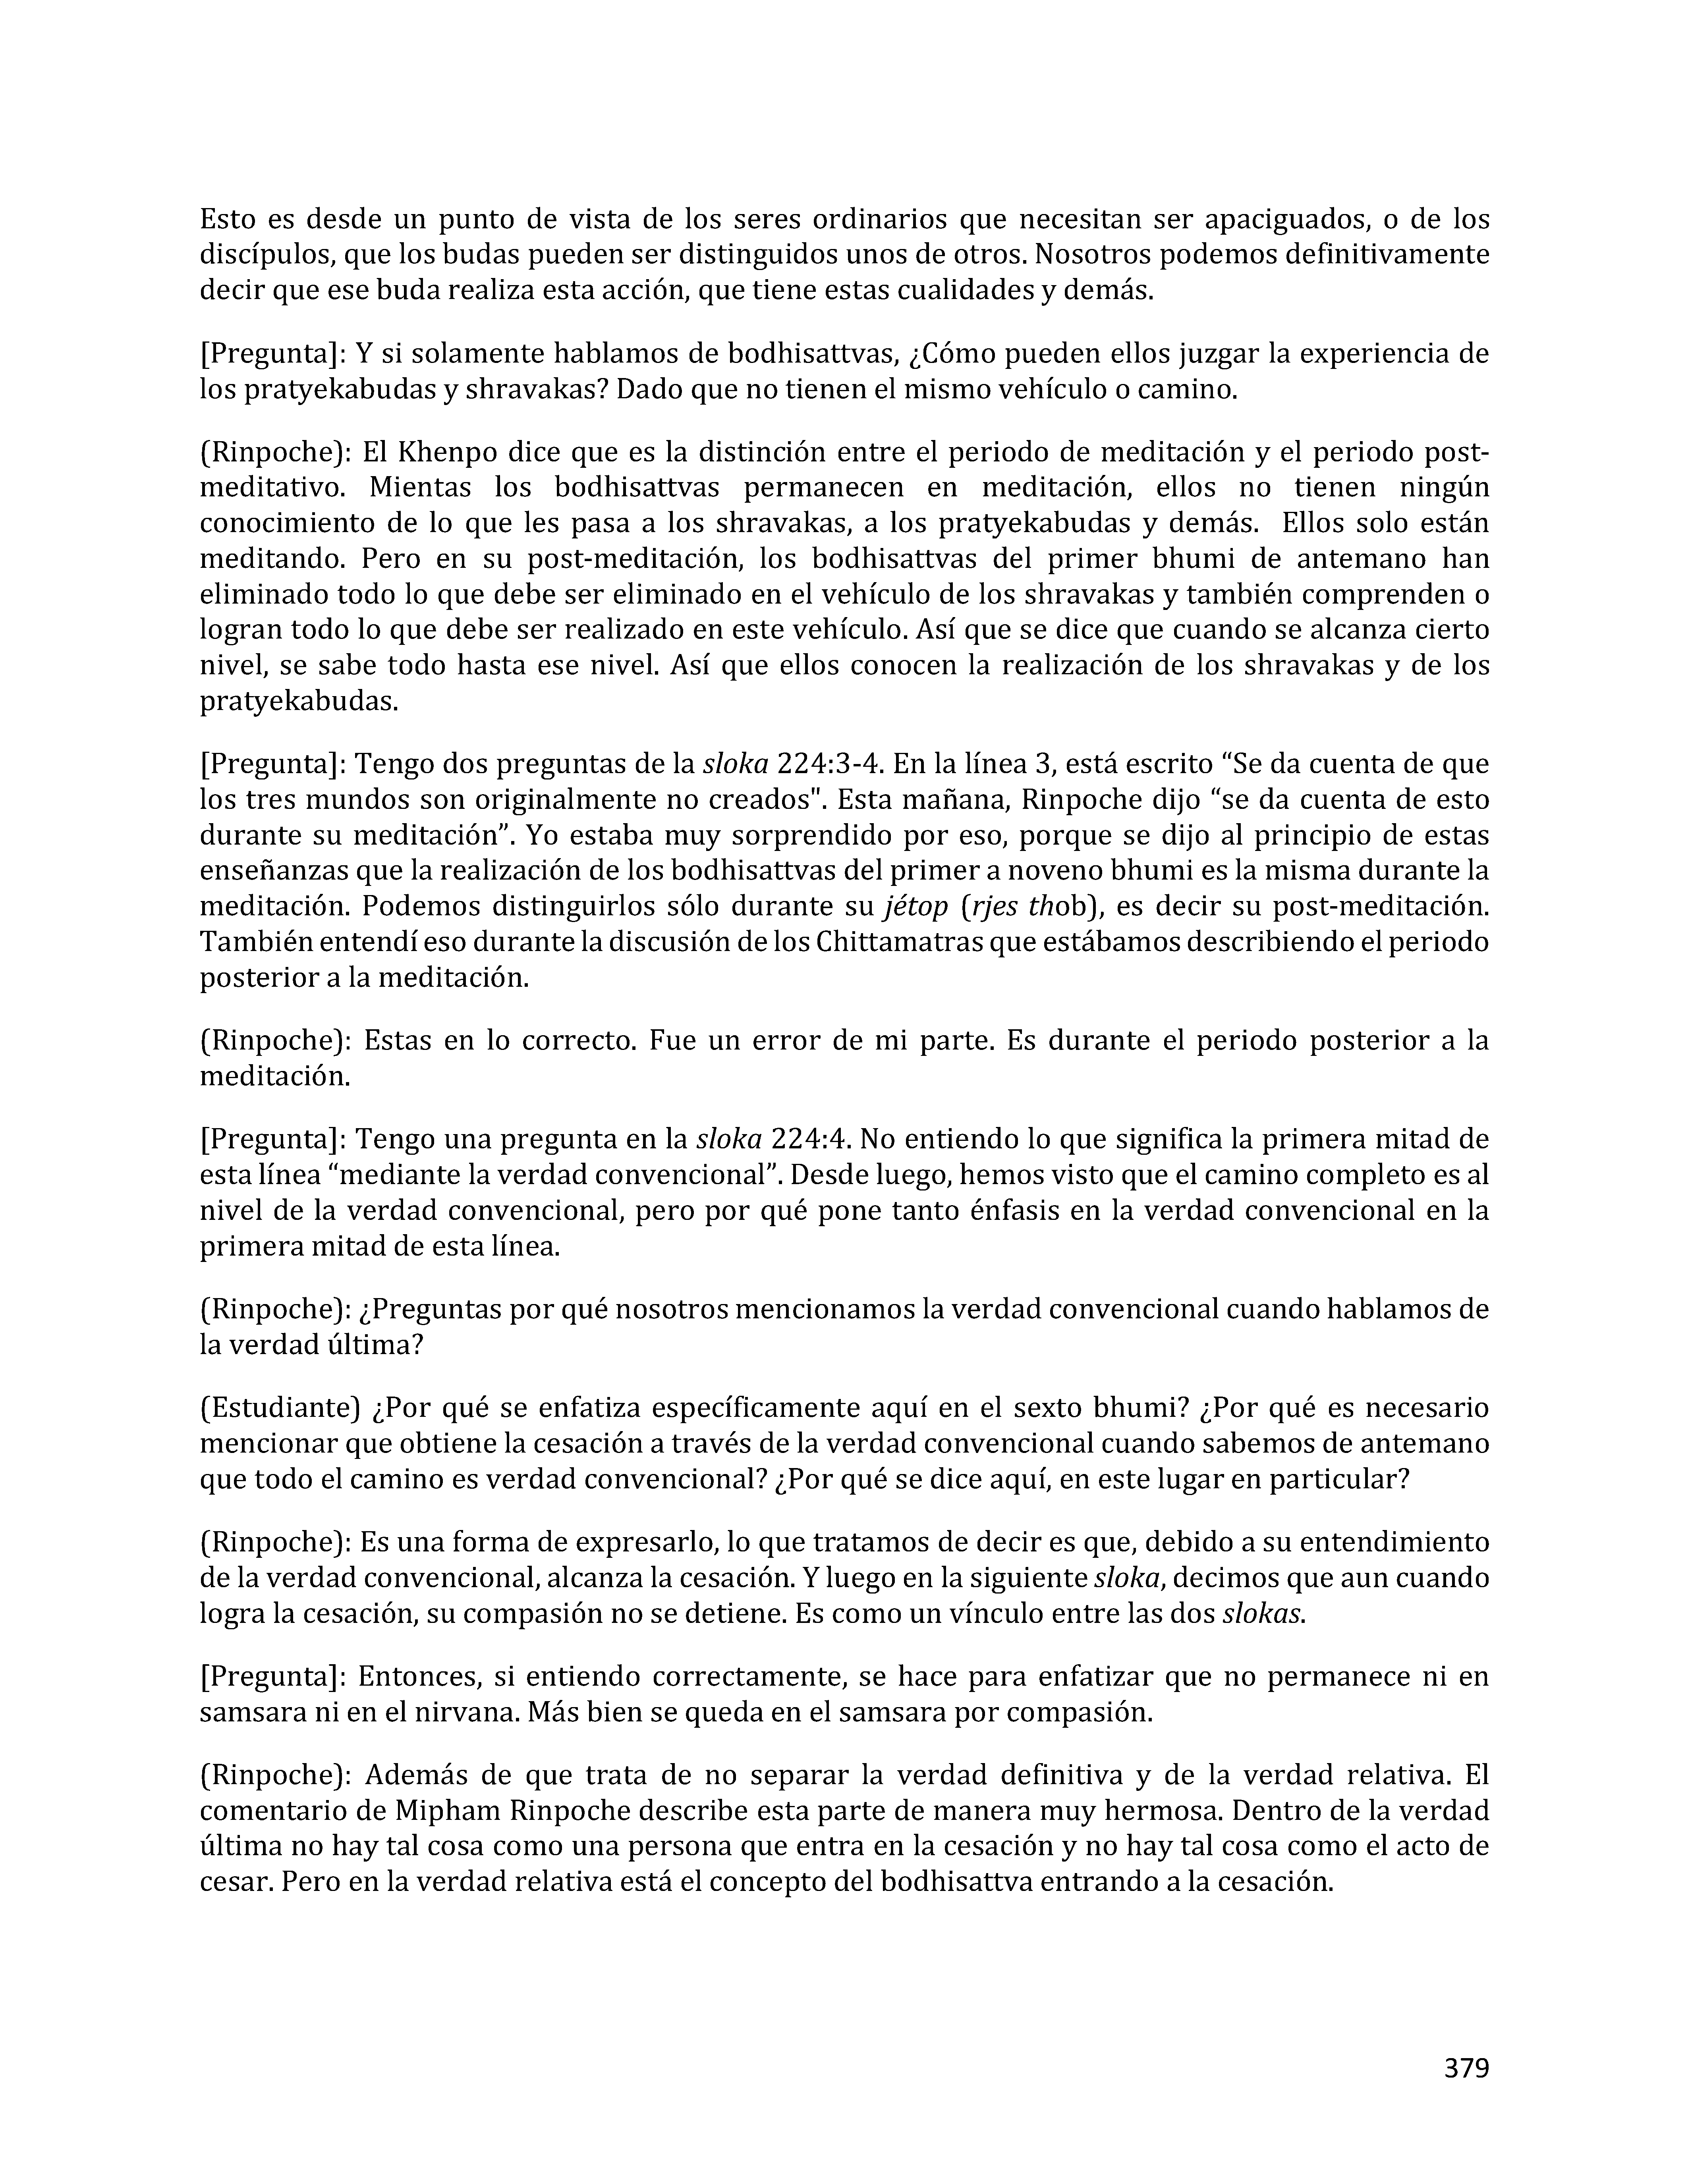 Esto es desde un punto de vista de los seres ordinarios que necesitan ser apaciguados, o de los
discípulos, que los budas pueden ser distinguidos unos de otros. Nosotros podemos definitivamente
decir que ese buda realiza esta acción, que tiene estas cualidades y demás.
[Pregunta]: Y si solamente hablamos de bodhisattvas, ¿Cómo pueden ellos juzgar la experiencia de
los pratyekabudas y shravakas? Dado que no tienen el mismo vehículo o camino.
(Rinpoche): El Khenpo dice que es la distinción entre el periodo de meditación y el periodo post-
meditativo. Mientas los bodhisattvas permanecen en meditación, ellos no tienen ningún
conocimiento de lo que les pasa a los shravakas, a los pratyekabudas y demás. Ellos solo están
meditando. Pero en su post-meditación, los bodhisattvas del primer bhumi de antemano han
eliminado todo lo que debe ser eliminado en el vehículo de los shravakas y también comprenden o
logran todo lo que debe ser realizado en este vehículo. Así que se dice que cuando se alcanza cierto
nivel, se sabe todo hasta ese nivel. Así que ellos conocen la realización de los shravakas y de los
pratyekabudas.
[Pregunta]: Tengo dos preguntas de la sloka 224:3-4. En la línea 3, está escrito “Se da cuenta de que
los tres mundos son originalmente no creados". Esta mañana, Rinpoche dijo “se da cuenta de esto
durante su meditación”. Yo estaba muy sorprendido por eso, porque se dijo al principio de estas
enseñanzas que la realización de los bodhisattvas del primer a noveno bhumi es la misma durante la
meditación. Podemos distinguirlos sólo durante su jétop (rjes thob), es decir su post-meditación.
También entendí eso durante la discusión de los Chittamatras que estábamos describiendo el periodo
posterior a la meditación.
(Rinpoche): Estas en lo correcto. Fue un error de mi parte. Es durante el periodo posterior a la
meditación.
[Pregunta]: Tengo una pregunta en la sloka 224:4. No entiendo lo que significa la primera mitad de
esta línea “mediante la verdad convencional”. Desde luego, hemos visto que el camino completo es al
nivel de la verdad convencional, pero por qué pone tanto énfasis en la verdad convencional en la
primera mitad de esta línea.
(Rinpoche): ¿Preguntas por qué nosotros mencionamos la verdad convencional cuando hablamos de
la verdad última?
(Estudiante) ¿Por qué se enfatiza específicamente aquí en el sexto bhumi? ¿Por qué es necesario
mencionar que obtiene la cesación a través de la verdad convencional cuando sabemos de antemano
que todo el camino es verdad convencional? ¿Por qué se dice aquí, en este lugar en particular?
(Rinpoche): Es una forma de expresarlo, lo que tratamos de decir es que, debido a su entendimiento
de la verdad convencional, alcanza la cesación. Y luego en la siguiente sloka, decimos que aun cuando
logra la cesación, su compasión no se detiene. Es como un vínculo entre las dos slokas.
[Pregunta]: Entonces, si entiendo correctamente, se hace para enfatizar que no permanece ni en
samsara ni en el nirvana. Más bien se queda en el samsara por compasión.
(Rinpoche): Además de que trata de no separar la verdad definitiva y de la verdad relativa. El
comentario de Mipham Rinpoche describe esta parte de manera muy hermosa. Dentro de la verdad
última no hay tal cosa como una persona que entra en la cesación y no hay tal cosa como el acto de
cesar. Pero en la verdad relativa está el concepto del bodhisattva entrando a la cesación.
379